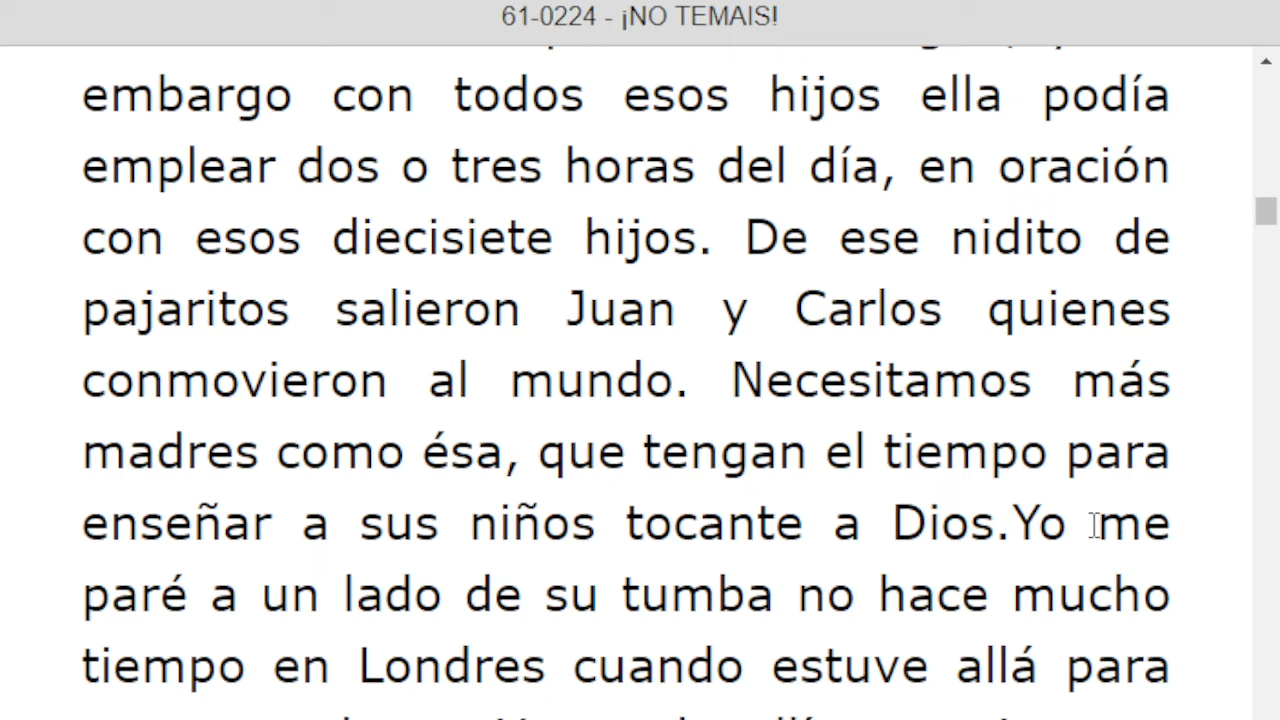 61-0224 - ¡NO TEMAIS!
embargo con todos esos hijos ella podía
emplear dos o tres horas del día, en oración
con esos diecisiete hijos. De ese nidito de
pajaritos salieron Juan y Carlos quienes
conmovieron al mundo. Necesitamos más
madres como ésa, que tengan el tiempo para
enseñar a sus niños tocante a Dios.Yo me
paré a un lado de su tumba no hace mucho
tiempo en Londres cuando estuve allá para